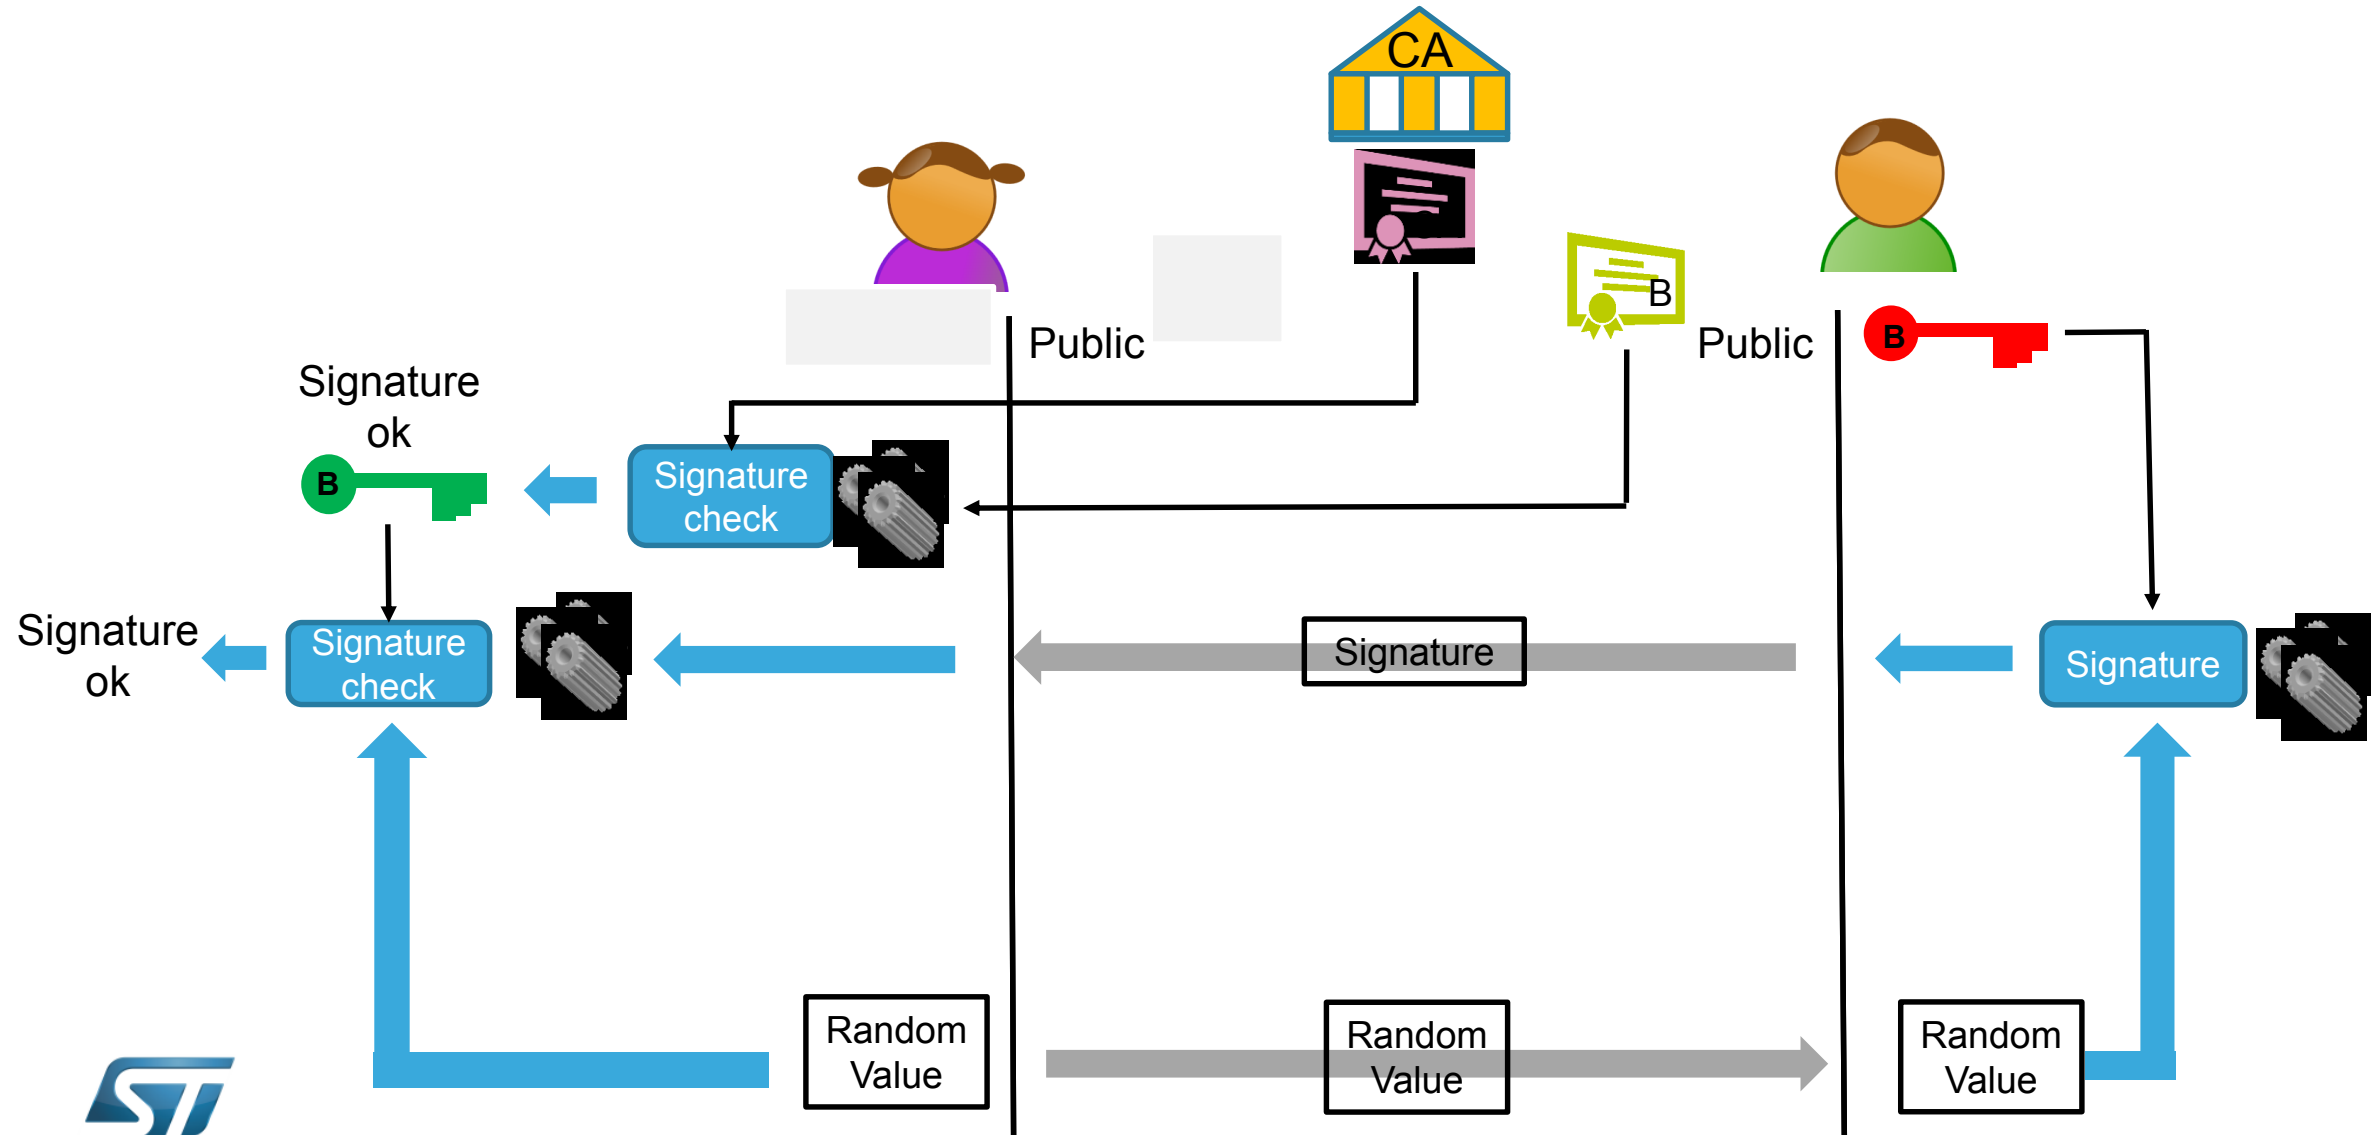 CA
B
Public
Public
B
Signature
ok
B
Signature
check
Signature
ok
Signature
check
Signature
Signature
Random
Value
Random
Value
Random
Value
ST